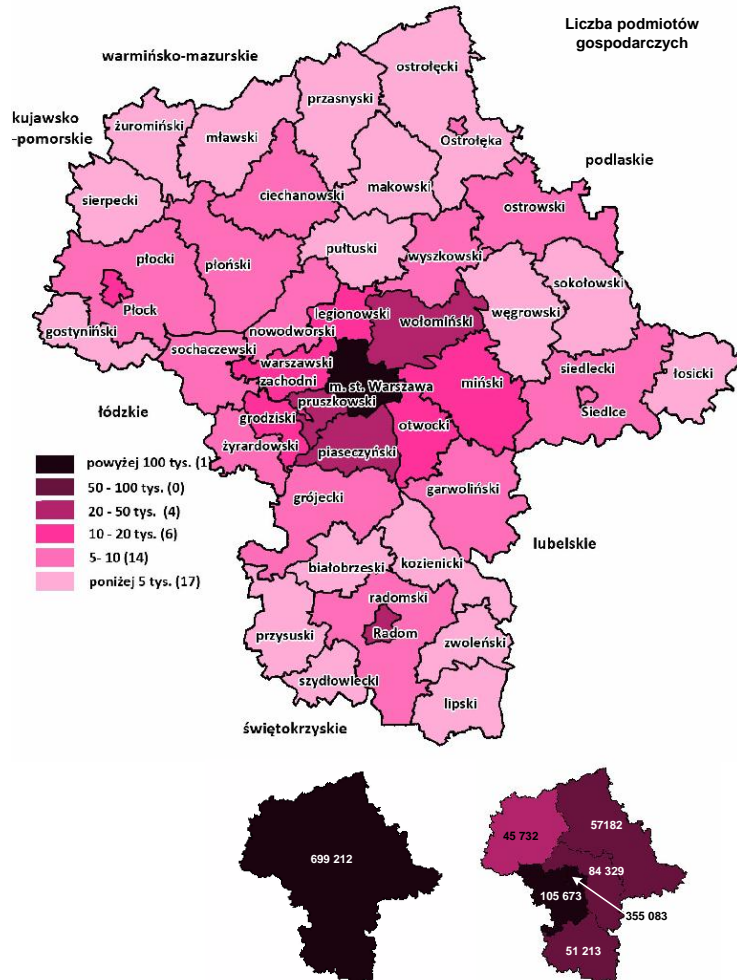 Liczba podmiotów
gospodarczych
warmińsko-mazurskie
kujawsko
-pomorskie
podlaskie
łódzkie
lubelskie
świętokrzyskie
ostrołęcki
przasnyski
żuromiński
mławski
Ostrołęka
sierpecki
ciechanowski
makowski
ostrowski
płocki
płoński
pułtuski
wyszkowski
sokołowski
węgrowski
Płock
gostyniński
nowodworski
legionowski
wołomiński
sochaczewski
warszawski
zachodni
m. st. Warszawa
miński
siedlecki
łosicki
Siedlce
pruszkowski
grodziski
otwocki
żyrardowski
piaseczyński
grójecki
garwoliński
białobrzeski
kozienicki
radomski
Radom
przysuski
zwoleński
szydłowiecki
lipski
powyżej 100 tys. (1)
50 - 100 tys. (0)
20 - 50 tys. (4)
10 - 20 tys. (6)
5- 10 (14)
poniżej 5 tys. (17)
699 212
45 732
57182
84 329
105 673
355 083
51 213